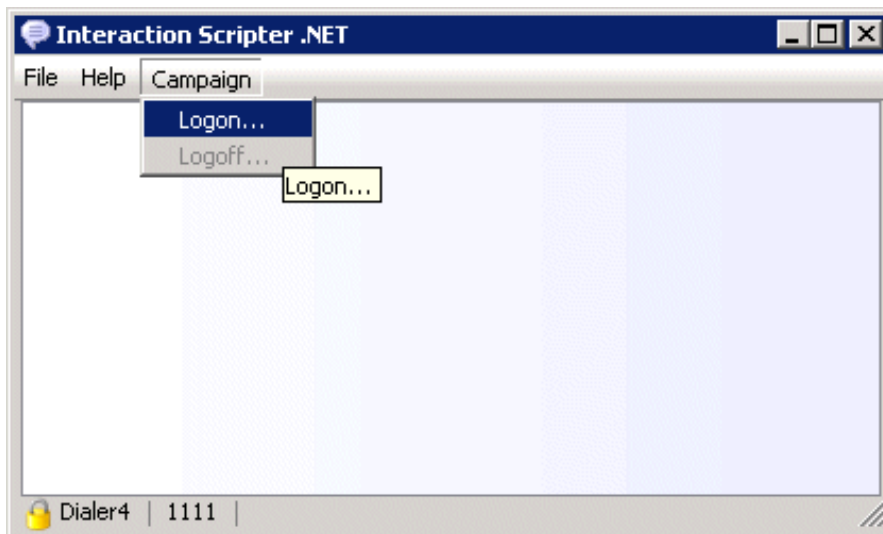 Interaction Scripter .NET
File Help Campaign
Logon...
Logoff...
Logon...
Dialer4 | 1111 |